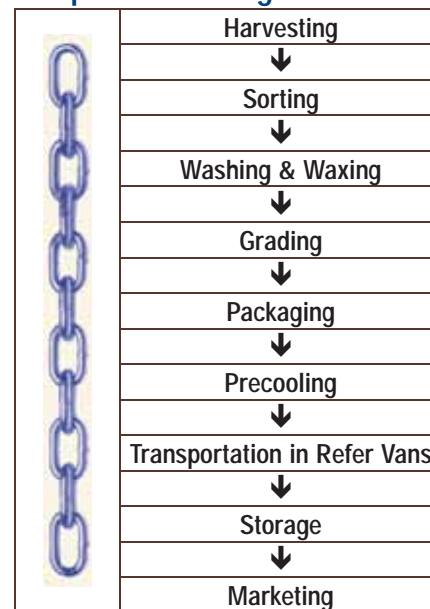 Harvesting
↓
Sorting
↓
Washing & Waxing
↓
Grading
↓
Packaging
↓
Precooling
↓
Transportation in Refer Vans
↓
Storage
↓
Marketing